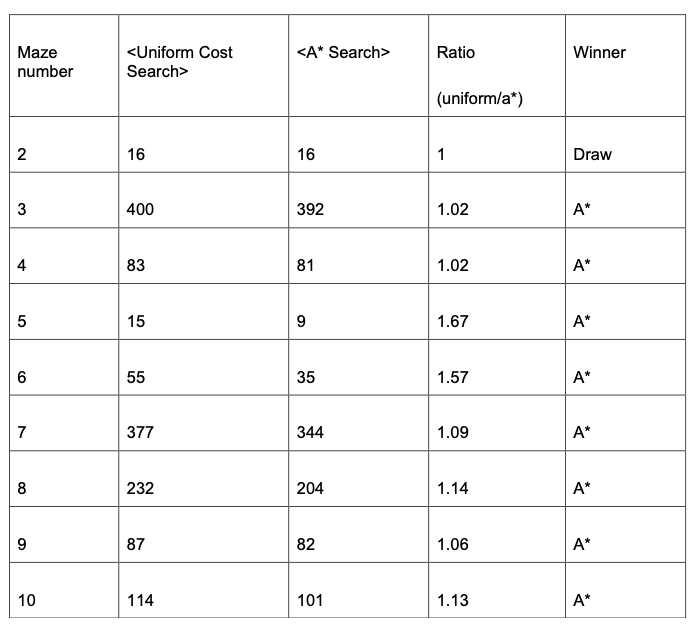 Maze number <Uniform Cost Search> <A* Search> Ratio (uniform/a*) Winner
2 16 16 1 Draw
3 400 392 1.02 A*
4 83 81 1.02 A*
5 15 9 1.67 A*
6 55 35 1.57 A*
7 377 344 1.09 A*
8 232 204 1.14 A*
9 87 82 1.06 A*
10 114 101 1.13 A*